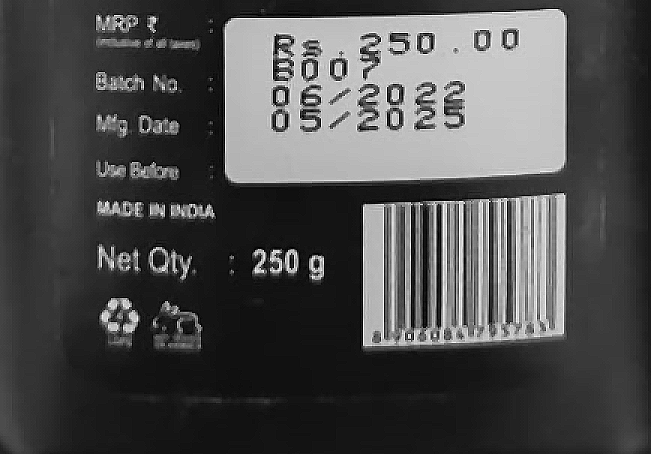 MRP ₹ :
(inclusive of all taxes)
Rs.250.00
Batch No. :
B007
Mfg. Date :
06/2022
Use Before :
05/2025
MADE IN INDIA
Net Qty. : 250 g